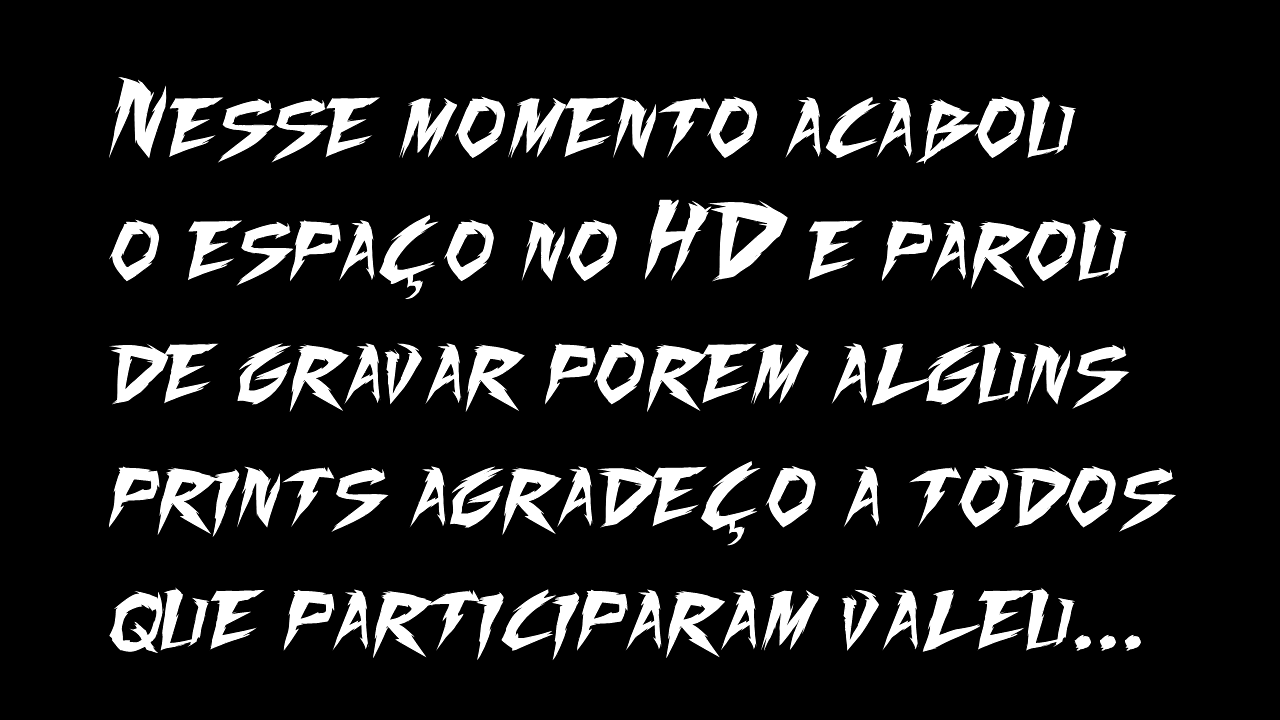 Nesse momento acabou
o espaço no HD e parou
de gravar porem alguns
prints agradeço a todos
que participaram valeu...